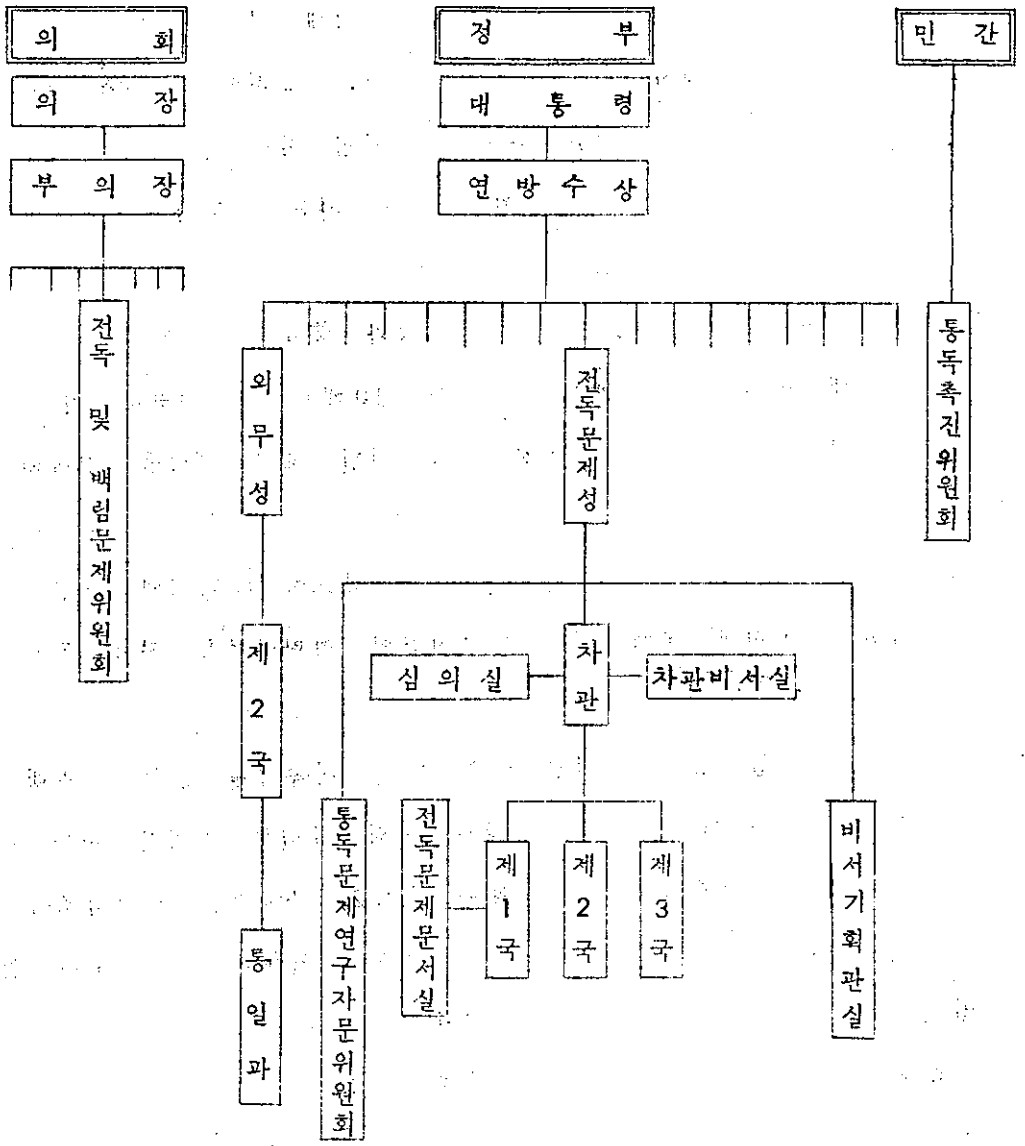 의 회
정 부
민 간
의 장
대 통 령
부 의 장
연 방 수 상
전독 및 백림문제위원회
외무성
전독문제성
통독촉진위원회
제2국
심 의 실
차관
차관비서실
통독문제연구자문위원회
전독문제문서실
제1국
제2국
제3국
비서기획관실
통일과